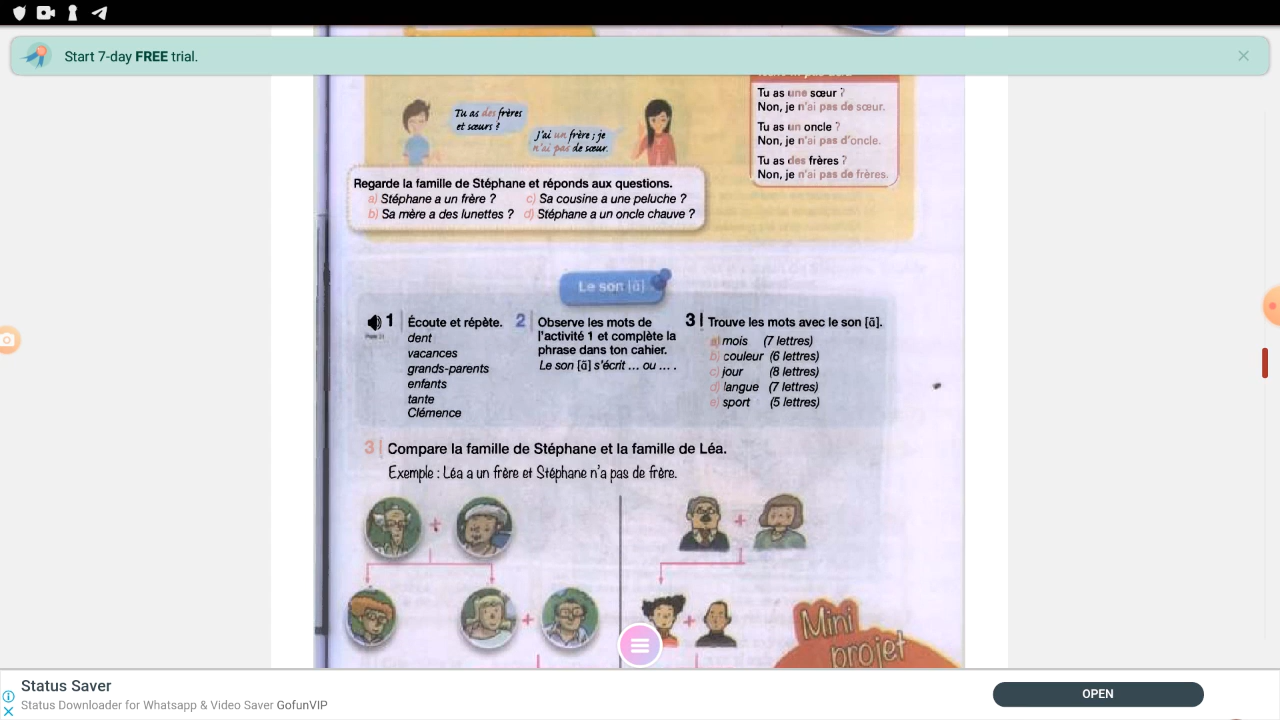 Start 7-day FREE trial.
Tu as des frères
et sœurs ?
J'ai un frère ; je
n'ai pas de sœur.
Tu as une sœur ?
Non, je n'ai pas de sœur.
Tu as un oncle ?
Non, je n'ai pas d'oncle.
Tu as des frères ?
Non, je n'ai pas de frères.
Regarde la famille de Stéphane et réponds aux questions.
a) Stéphane a un frère ?
b) Sa mère a des lunettes ?
c) Sa cousine a une peluche ?
d) Stéphane a un oncle chauve ?
Le son [ã]
1 Écoute et répète.
dent
vacances
grands-parents
enfants
tante
Clémence
2 Observe les mots de
l'activité 1 et complète la
phrase dans ton cahier.
Le son [ã] s'écrit ... ou ... .
3 Trouve les mots avec le son [ã].
a) mois (7 lettres)
b) couleur (6 lettres)
c) jour (8 lettres)
d) langue (7 lettres)
e) sport (5 lettres)
3 Compare la famille de Stéphane et la famille de Léa.
Exemple : Léa a un frère et Stéphane n'a pas de frère.
Mini
projet
Status Saver
Status Downloader for Whatsapp & Video Saver GofunVIP
OPEN